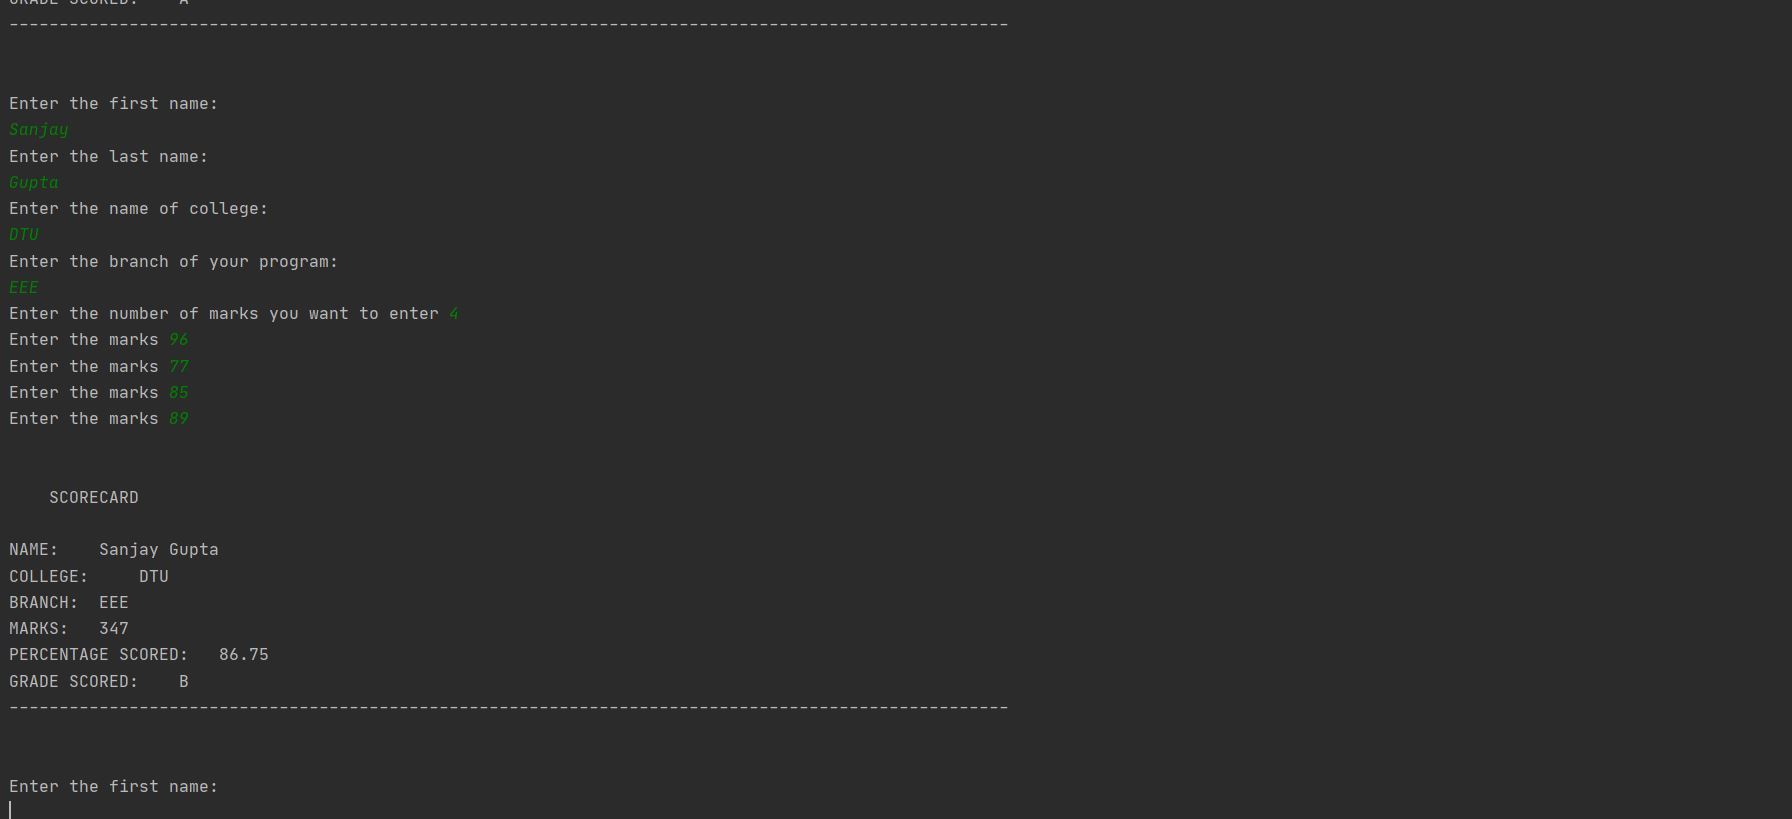 GRADE SCORED:    A
----------------------------------------------------------------------------------------------------
Enter the first name:
Sanjay
Enter the last name:
Gupta
Enter the name of college:
DTU
Enter the branch of your program:
EEE
Enter the number of marks you want to enter 4
Enter the marks 96
Enter the marks 77
Enter the marks 85
Enter the marks 89
    SCORECARD
NAME:    Sanjay Gupta
COLLEGE:     DTU
BRANCH:  EEE
MARKS:   347
PERCENTAGE SCORED:   86.75
GRADE SCORED:    B
----------------------------------------------------------------------------------------------------
Enter the first name: